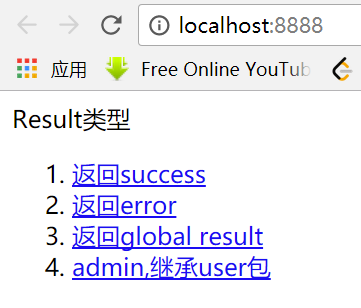 localhost:8888
应用 Free Online YouTub
Result类型
1. 返回success
2. 返回error
3. 返回global result
4. admin,继承user包